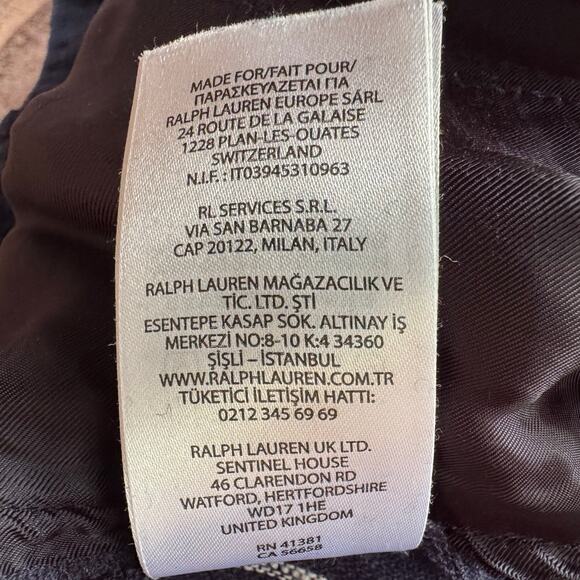 MADE FOR/FAIT POUR/
ΠΑΡΑΣΚΕΥΑΖΕΤΑΙ ΓΙΑ
RALPH LAUREN EUROPE SÁRL
24 ROUTE DE LA GALAISE
1228 PLAN-LES-OUATES
SWITZERLAND
N.I.F. : IT03945310963
RL SERVICES S.R.L.
VIA SAN BARNABA 27
CAP 20122, MILAN, ITALY
RALPH LAUREN MAĞAZACILIK VE
TİC. LTD. ŞTİ
ESENTEPE KASAP SOK. ALTINAY İŞ
MERKEZİ NO:8-10 K:4 34360
ŞİŞLİ – İSTANBUL
WWW.RALPHLAUREN.COM.TR
TÜKETİCİ İLETİŞİM HATTI:
0212 345 69 69
RALPH LAUREN UK LTD.
SENTINEL HOUSE
46 CLARENDON RD
WATFORD, HERTFORDSHIRE
WD17 1HE
UNITED KINGDOM
RN 41381
CA 56658